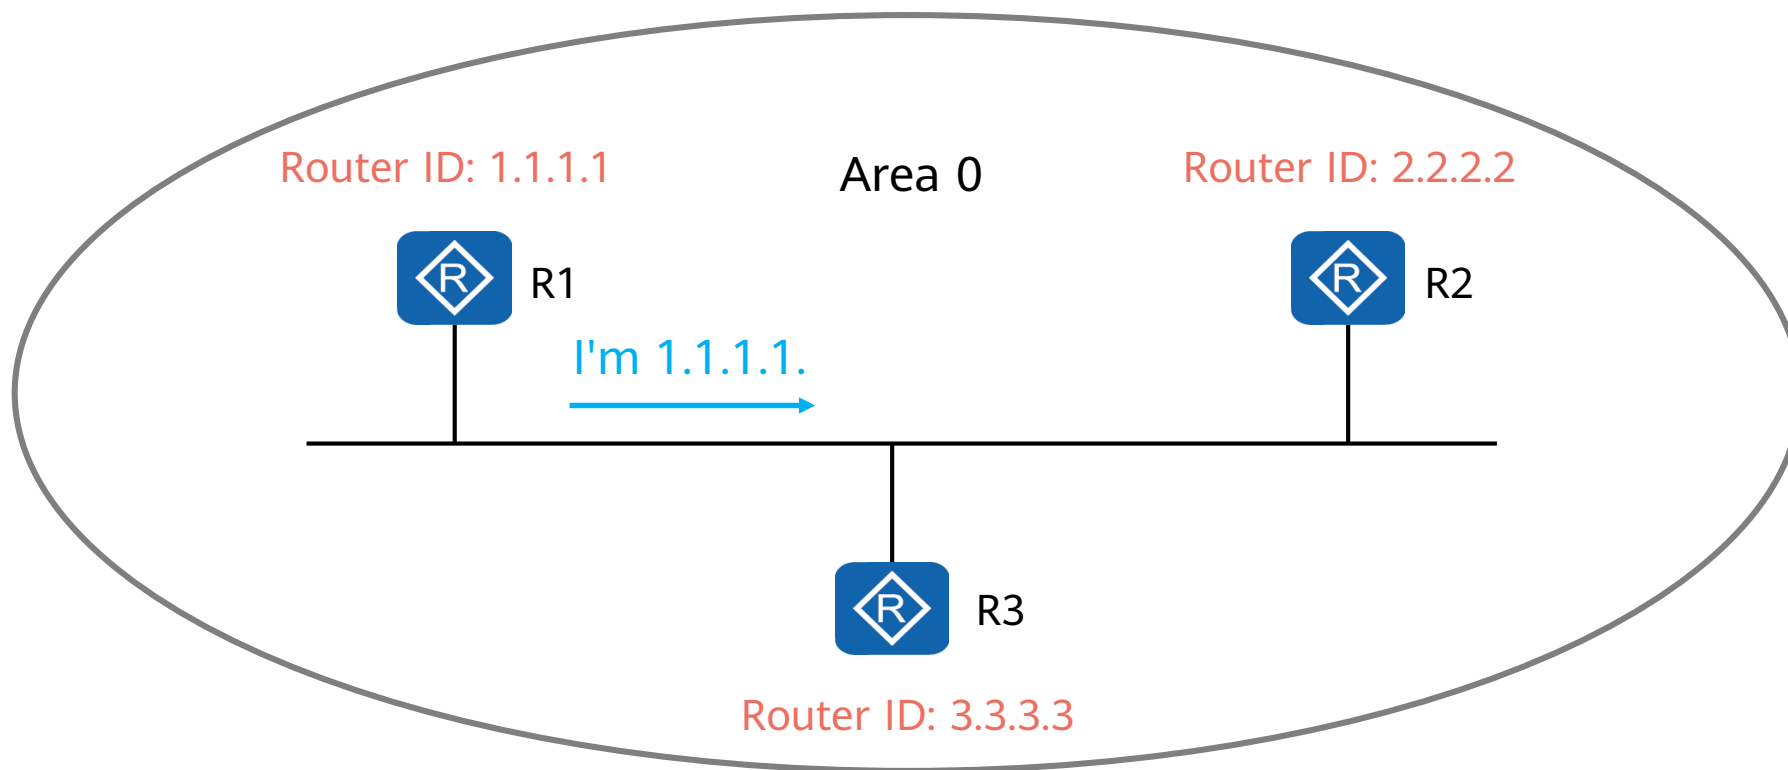 Router ID: 1.1.1.1
Area 0
Router ID: 2.2.2.2
R
R1
R
R2
I'm 1.1.1.1.
R
R3
Router ID: 3.3.3.3